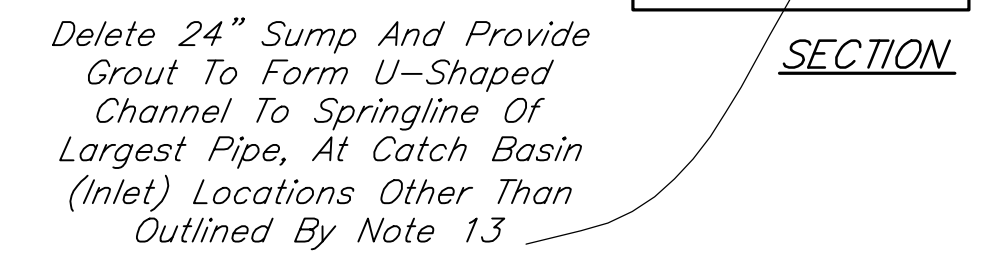 Delete 24" Sump And Provide
Grout To Form U-Shaped
Channel To Springline Of
Largest Pipe, At Catch Basin
(Inlet) Locations Other Than
Outlined By Note 13
SECTION